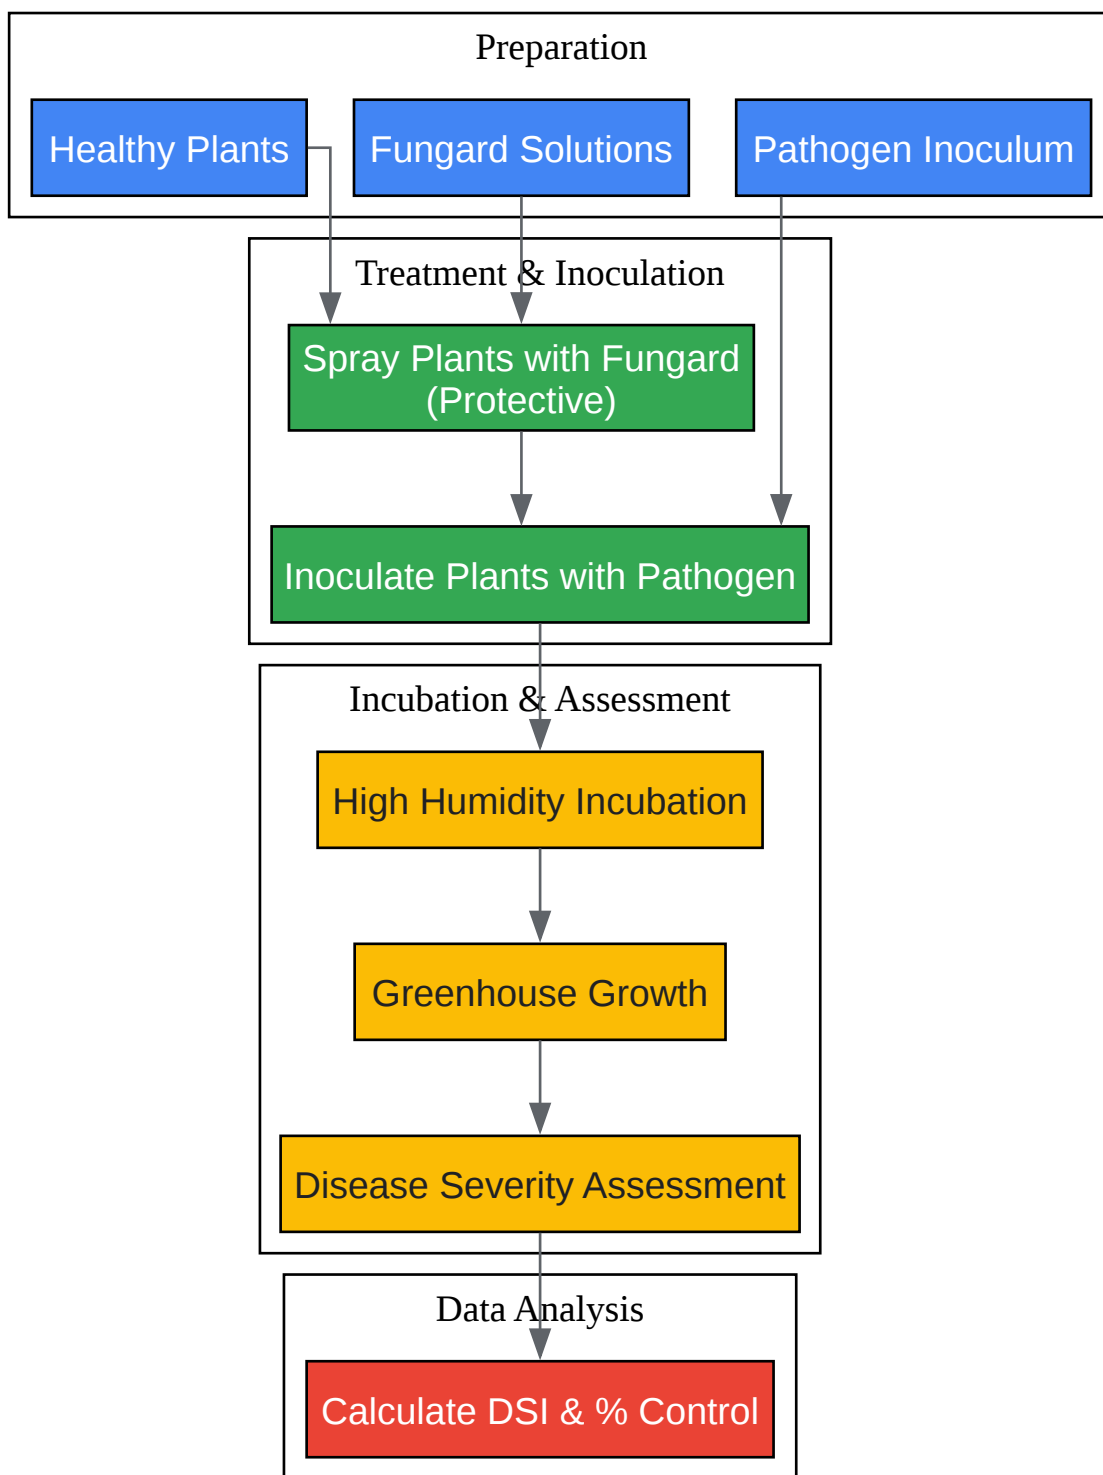 Preparation
Healthy Plants
Fungard Solutions
Pathogen Inoculum
Treatment & Inoculation
Spray Plants with Fungard
(Protective)
Inoculate Plants with Pathogen
Incubation & Assessment
High Humidity Incubation
Greenhouse Growth
Disease Severity Assessment
Data Analysis
Calculate DSI & % Control